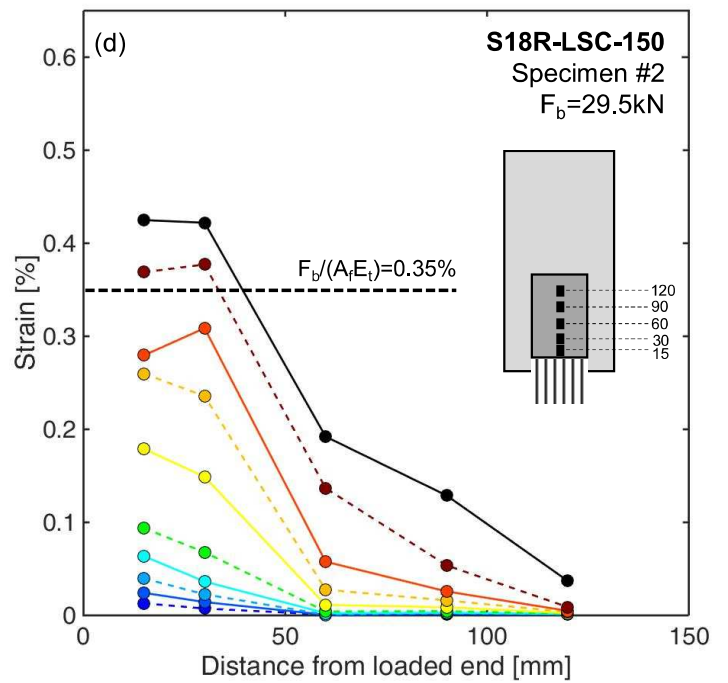 (d)
S18R-LSC-150
Specimen #2
F_b=29.5kN
F_b/(A_fE_t)=0.35%
120
90
60
30
15
Strain [%]
0.6
0.5
0.4
0.3
0.2
0.1
0
0
50
100
150
Distance from loaded end [mm]